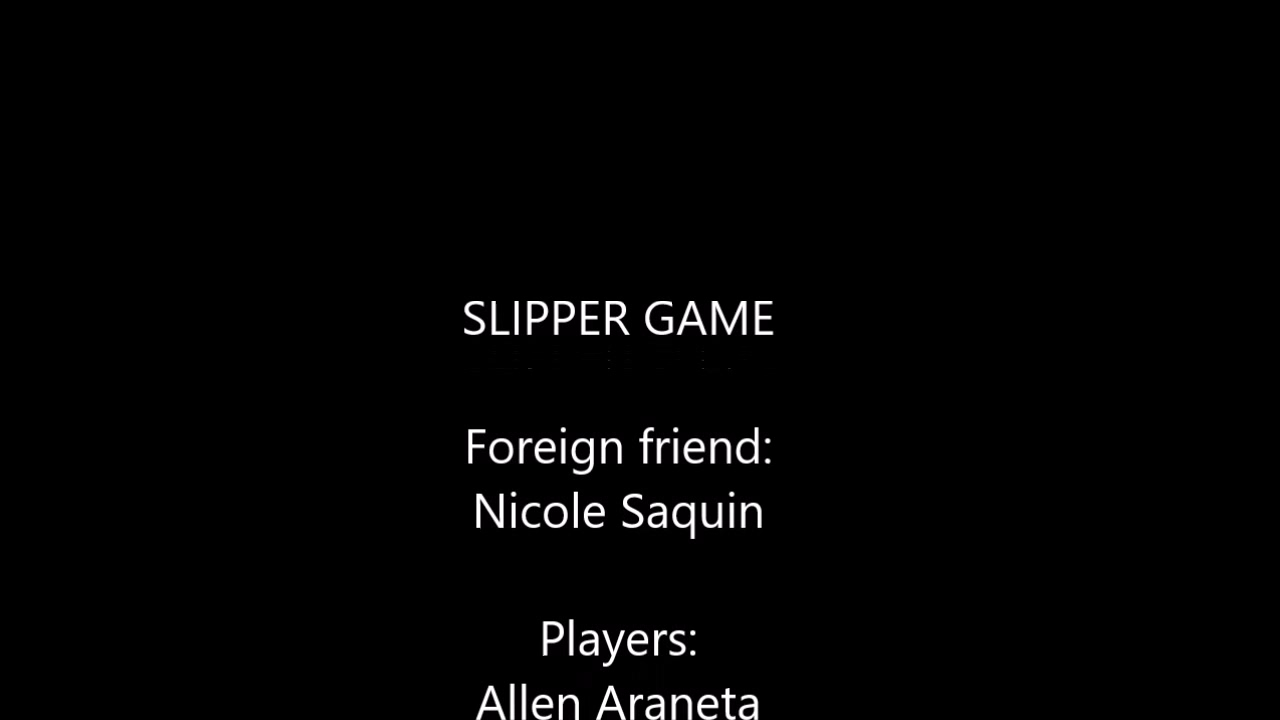 SLIPPER GAME
Foreign friend:
Nicole Saquin
Players:
Allen Araneta